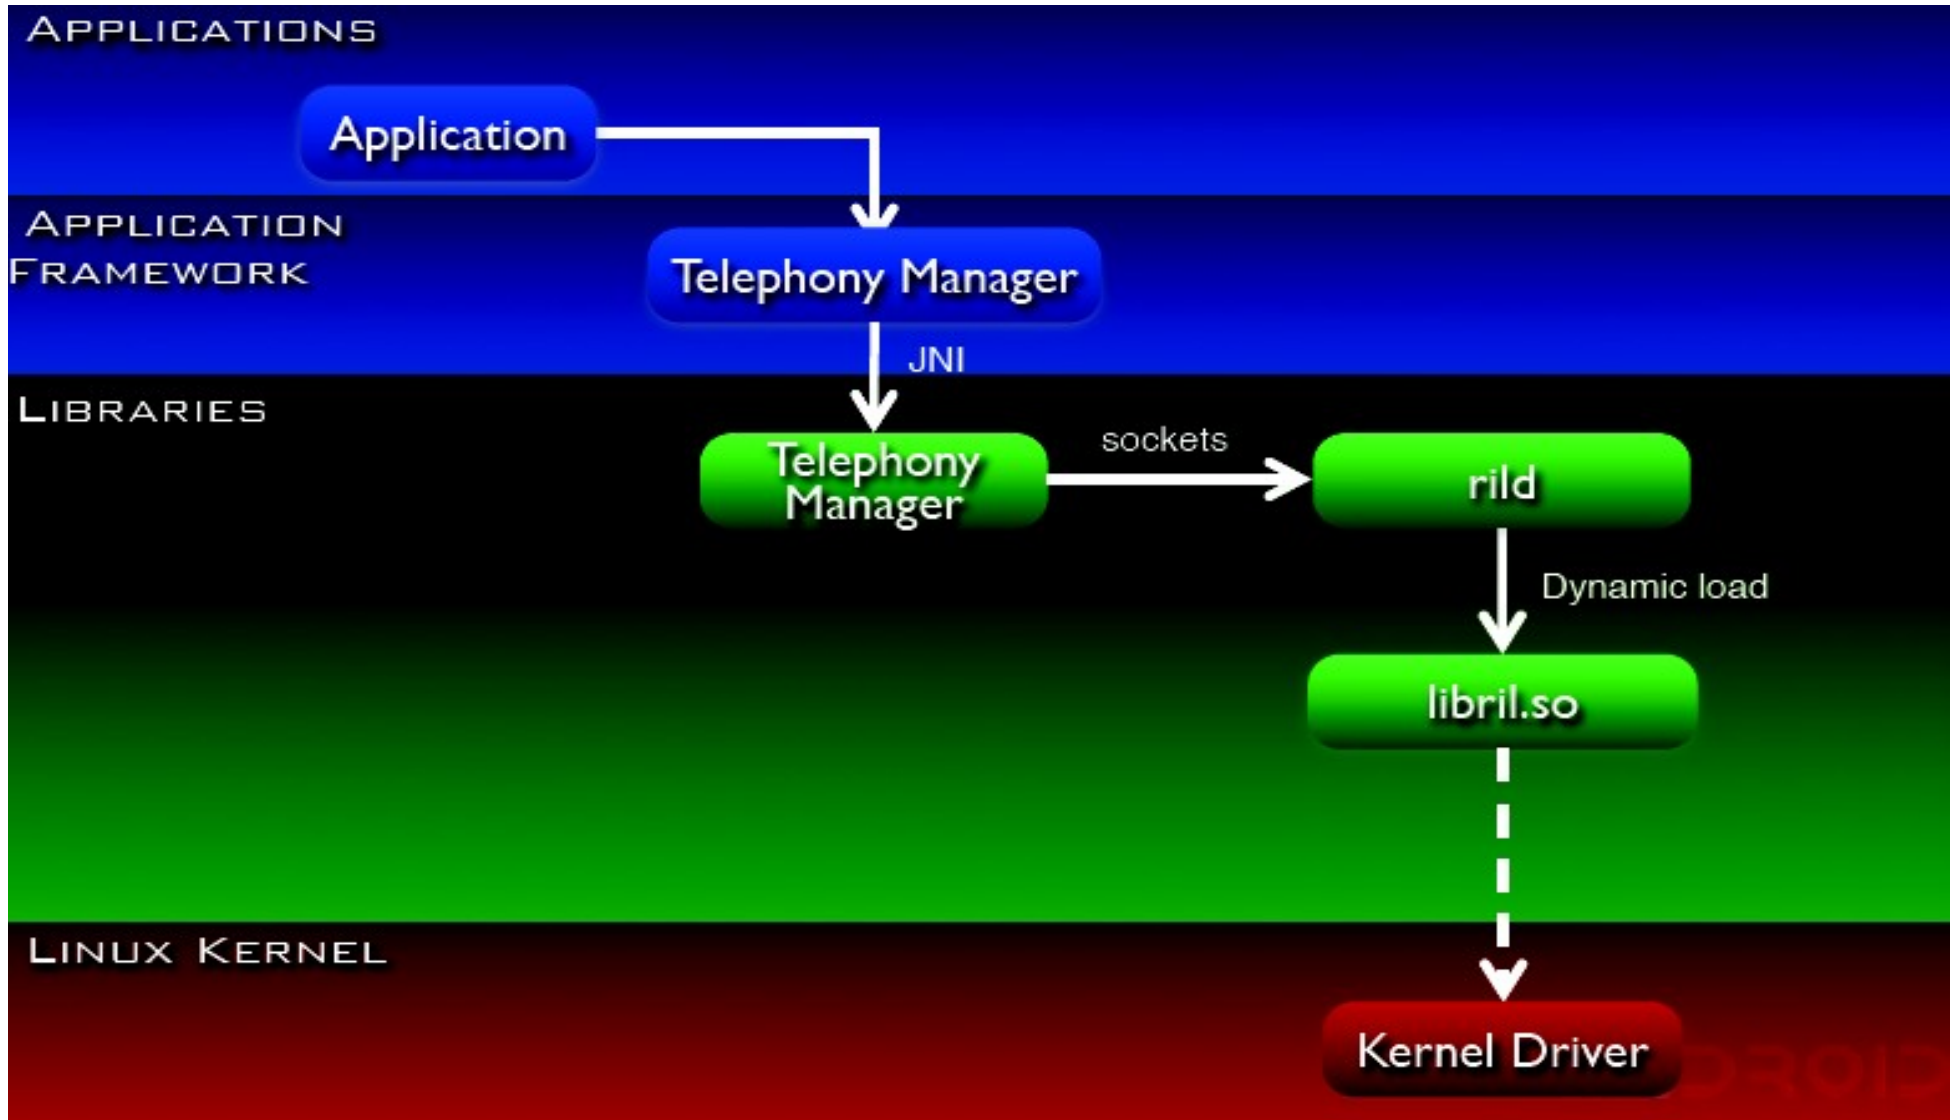 APPLICATIONS
Application
APPLICATION
FRAMEWORK
Telephony Manager
JNI
LIBRARIES
Telephony
Manager
sockets
rild
Dynamic load
libril.so
LINUX KERNEL
Kernel Driver
DROID